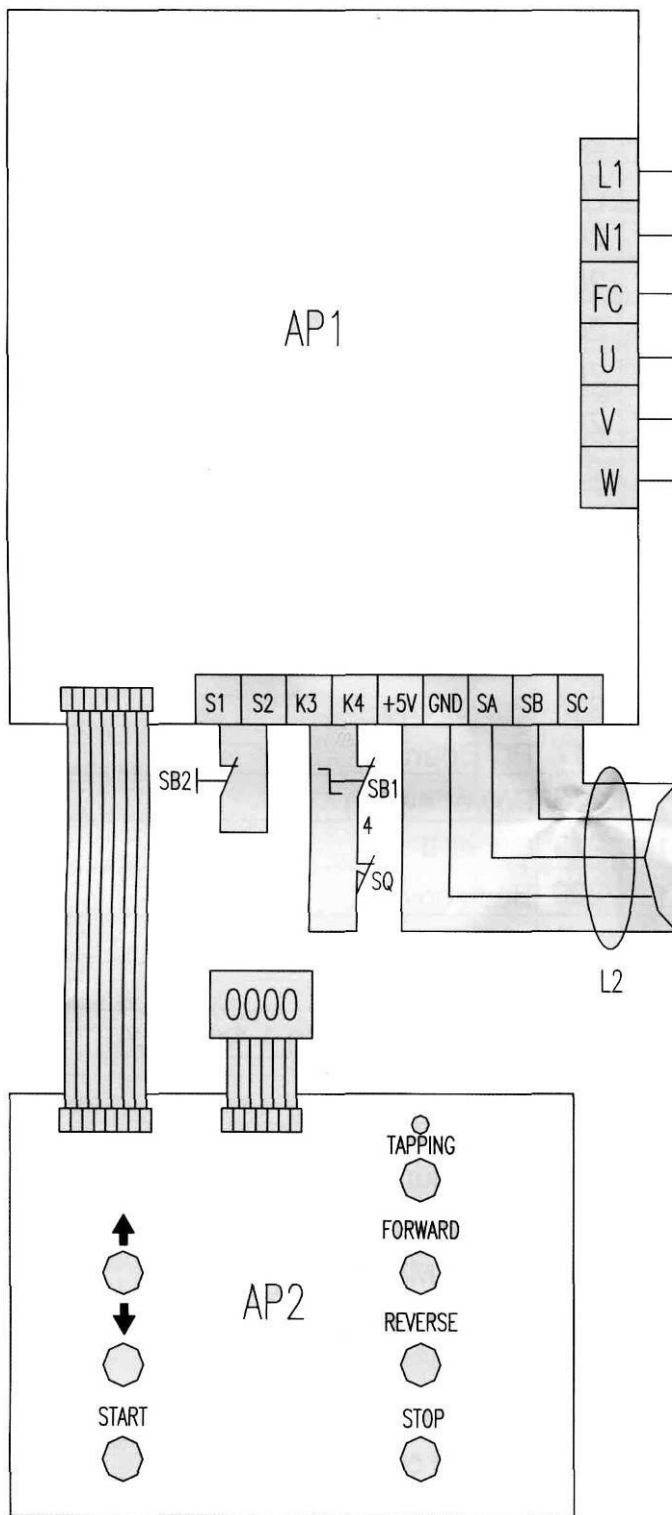 L1
N1
FC
AP1
U
V
W
S1 S2 K3 K4 +5V GND SA SB SC
SB2
SB1
4
SQ
L2
0000
TAPPING
FORWARD
AP2
REVERSE
START
STOP